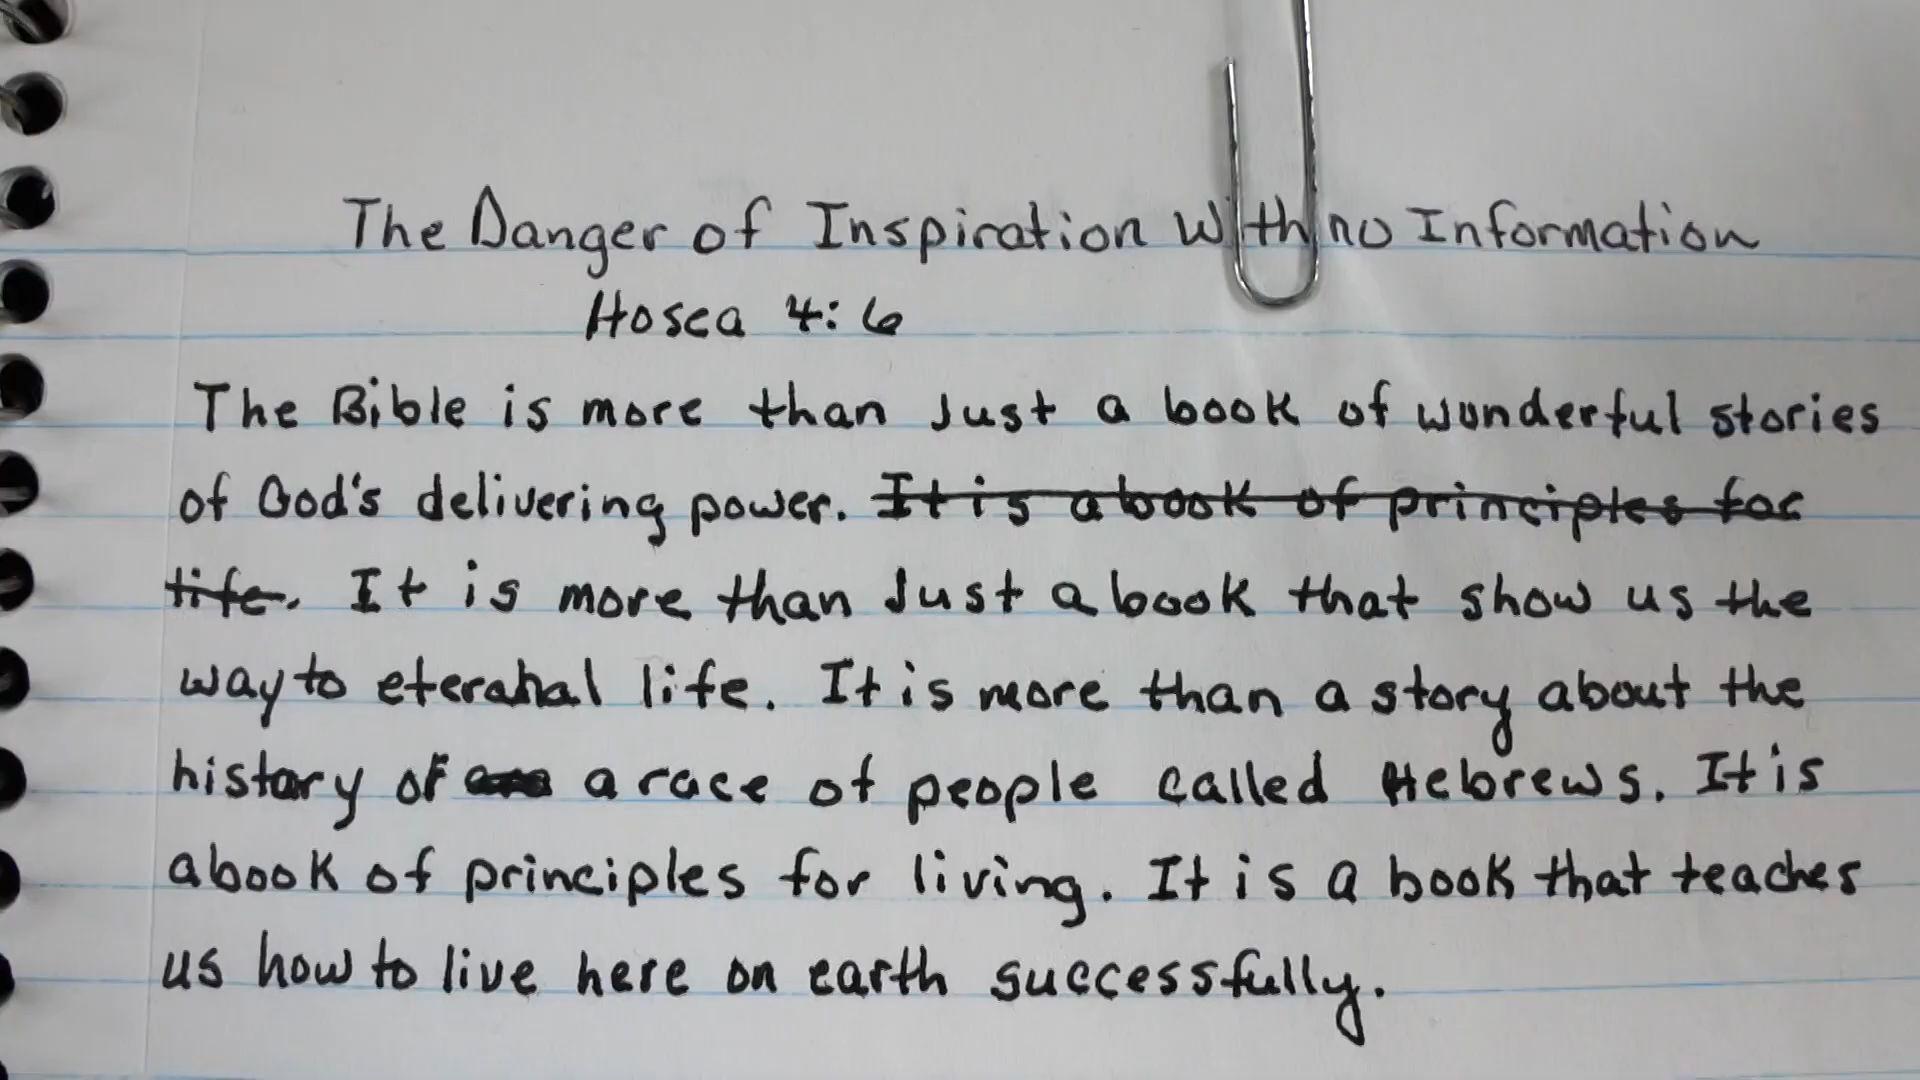 The Danger of Inspiration With no Information
Hosea 4:6
The Bible is more than Just a book of wonderful stories
of God's delivering power. ~~It is a book of principles for~~
~~life.~~ It is more than Just a book that show us the
way to eternal life. It is more than a story about the
history of a race of people called Hebrews. It is
a book of principles for living. It is a book that teaches
us how to live here on earth successfully.